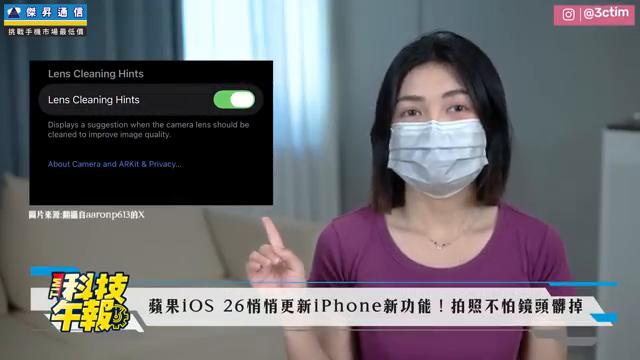 傑昇通信
挑戰手機市場最低價
@3ctim
Lens Cleaning Hints
Lens Cleaning Hints
Displays a suggestion when the camera lens should be
cleaned to improve image quality.
About Camera and ARKit & Privacy...
圖片來源:翻攝自aaronp613的X
科技
午報
蘋果iOS 26悄悄更新iPhone新功能！拍照不怕鏡頭髒掉